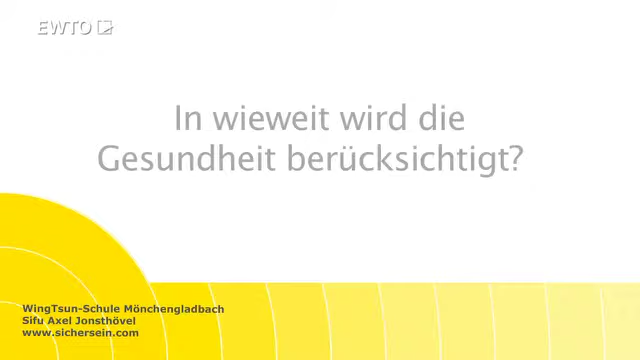 EWTO
In wieweit wird die
Gesundheit berücksichtigt?
WingTsun-Schule Mönchengladbach
Sifu Axel Jonsthövel
www.sichersein.com